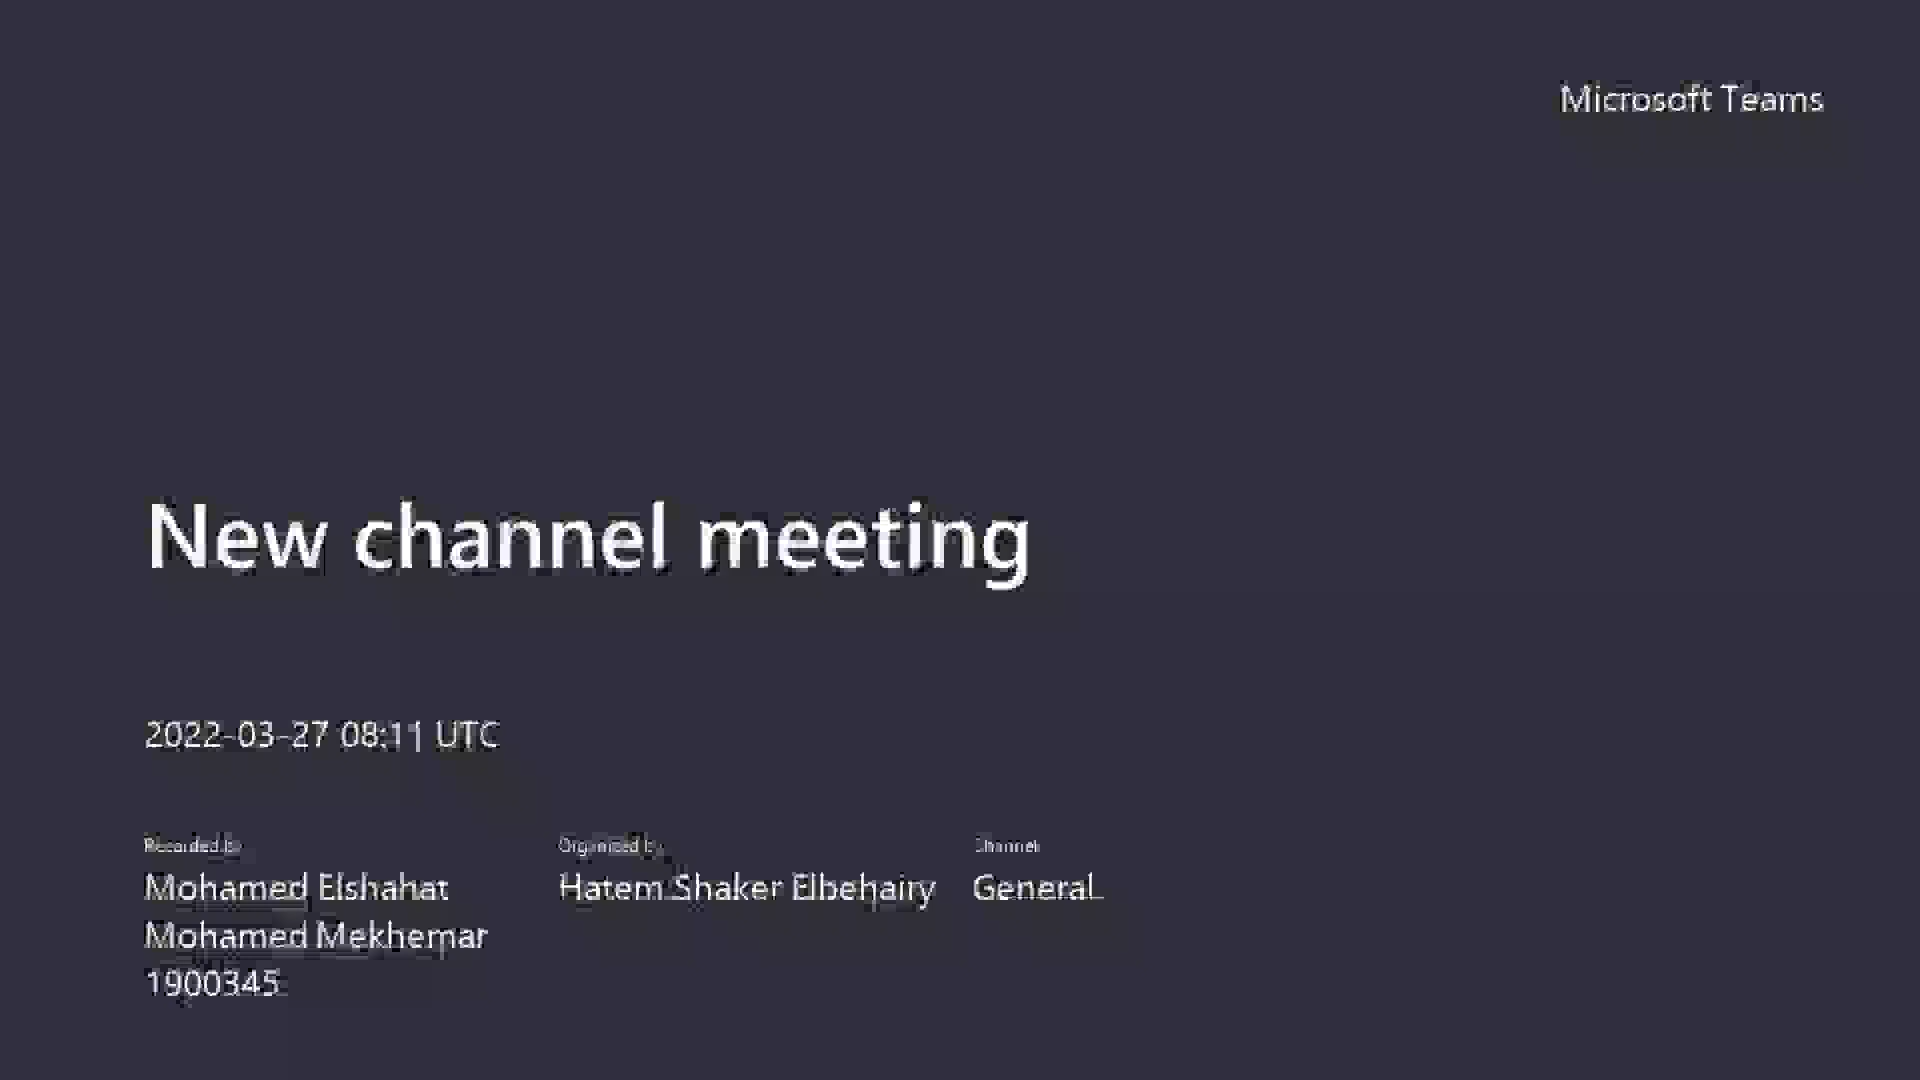 Microsoft Teams
New channel meeting
2022-03-27 08:11 UTC
Recorded by
Organized by
Channel
Mohamed Elshahat
Hatem Shaker Elbehairy
General
Mohamed Mekhemar
1900345